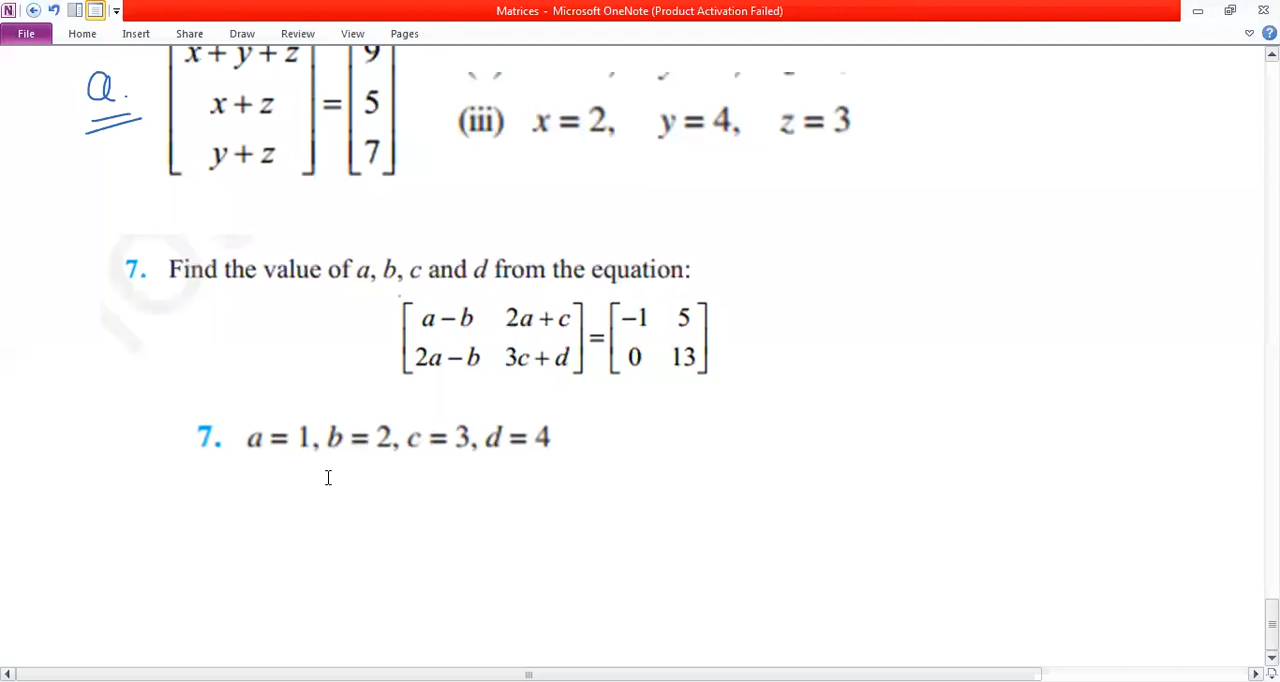 Matrices - Microsoft OneNote (Product Activation Failed)
File Home Insert Share Draw Review View Pages
a.
[x + y + z
x + z
y + z] = [9
5
7]
(iii) x = 2, y = 4, z = 3
7. Find the value of a, b, c and d from the equation:
[a − b 2a + c
2a − b 3c + d] = [−1 5
0 13]
7. a = 1, b = 2, c = 3, d = 4